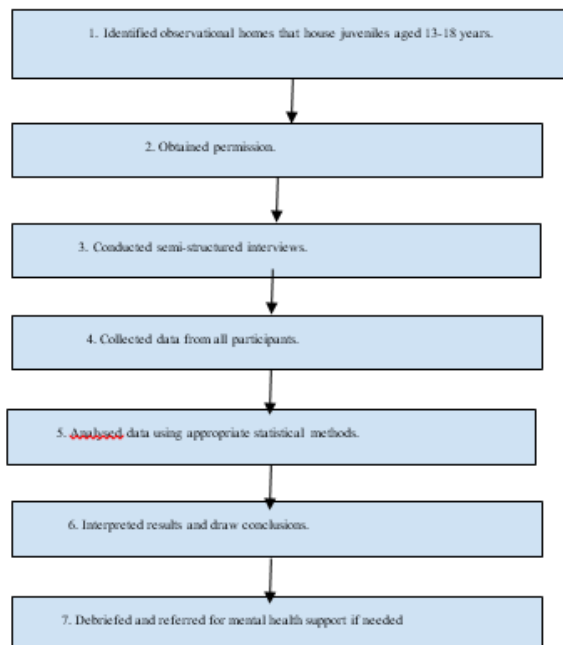 1. Identified observational homes that house juveniles aged 13-18 years.
2. Obtained permission.
3. Conducted semi-structured interviews.
4. Collected data from all participants.
5. Analysed data using appropriate statistical methods.
6. Interpreted results and draw conclusions.
7. Debriefed and referred for mental health support if needed